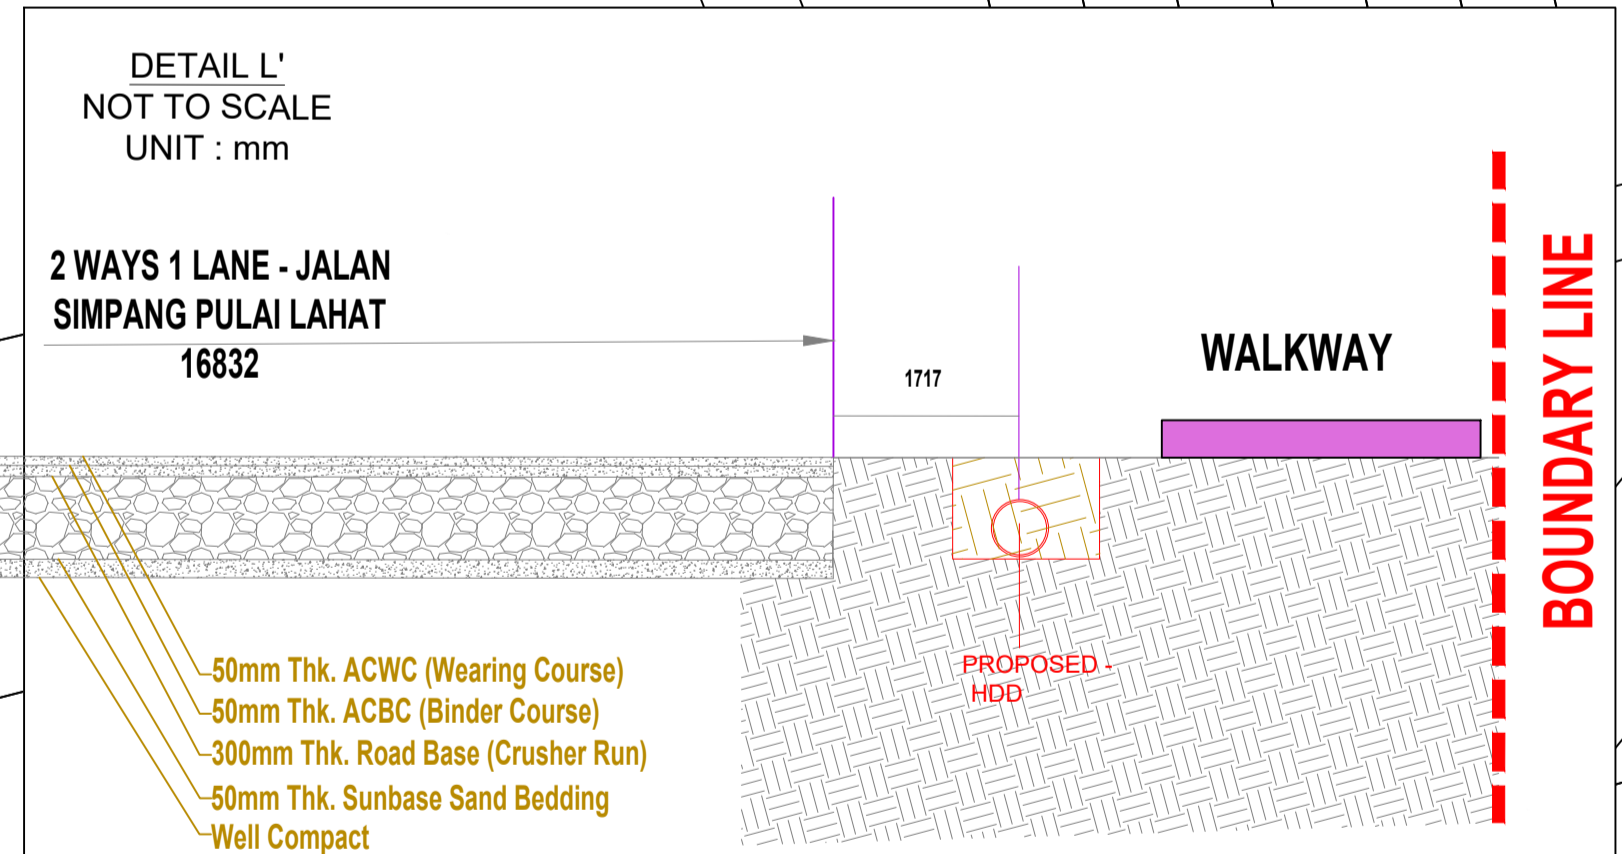 DETAIL L'
NOT TO SCALE
UNIT : mm
2 WAYS 1 LANE - JALAN
SIMPANG PULAI LAHAT
16832
1717
WALKWAY
BOUNDARY LINE
PROPOSED -
HDD
50mm Thk. ACWC (Wearing Course)
50mm Thk. ACBC (Binder Course)
300mm Thk. Road Base (Crusher Run)
50mm Thk. Sunbase Sand Bedding
Well Compact